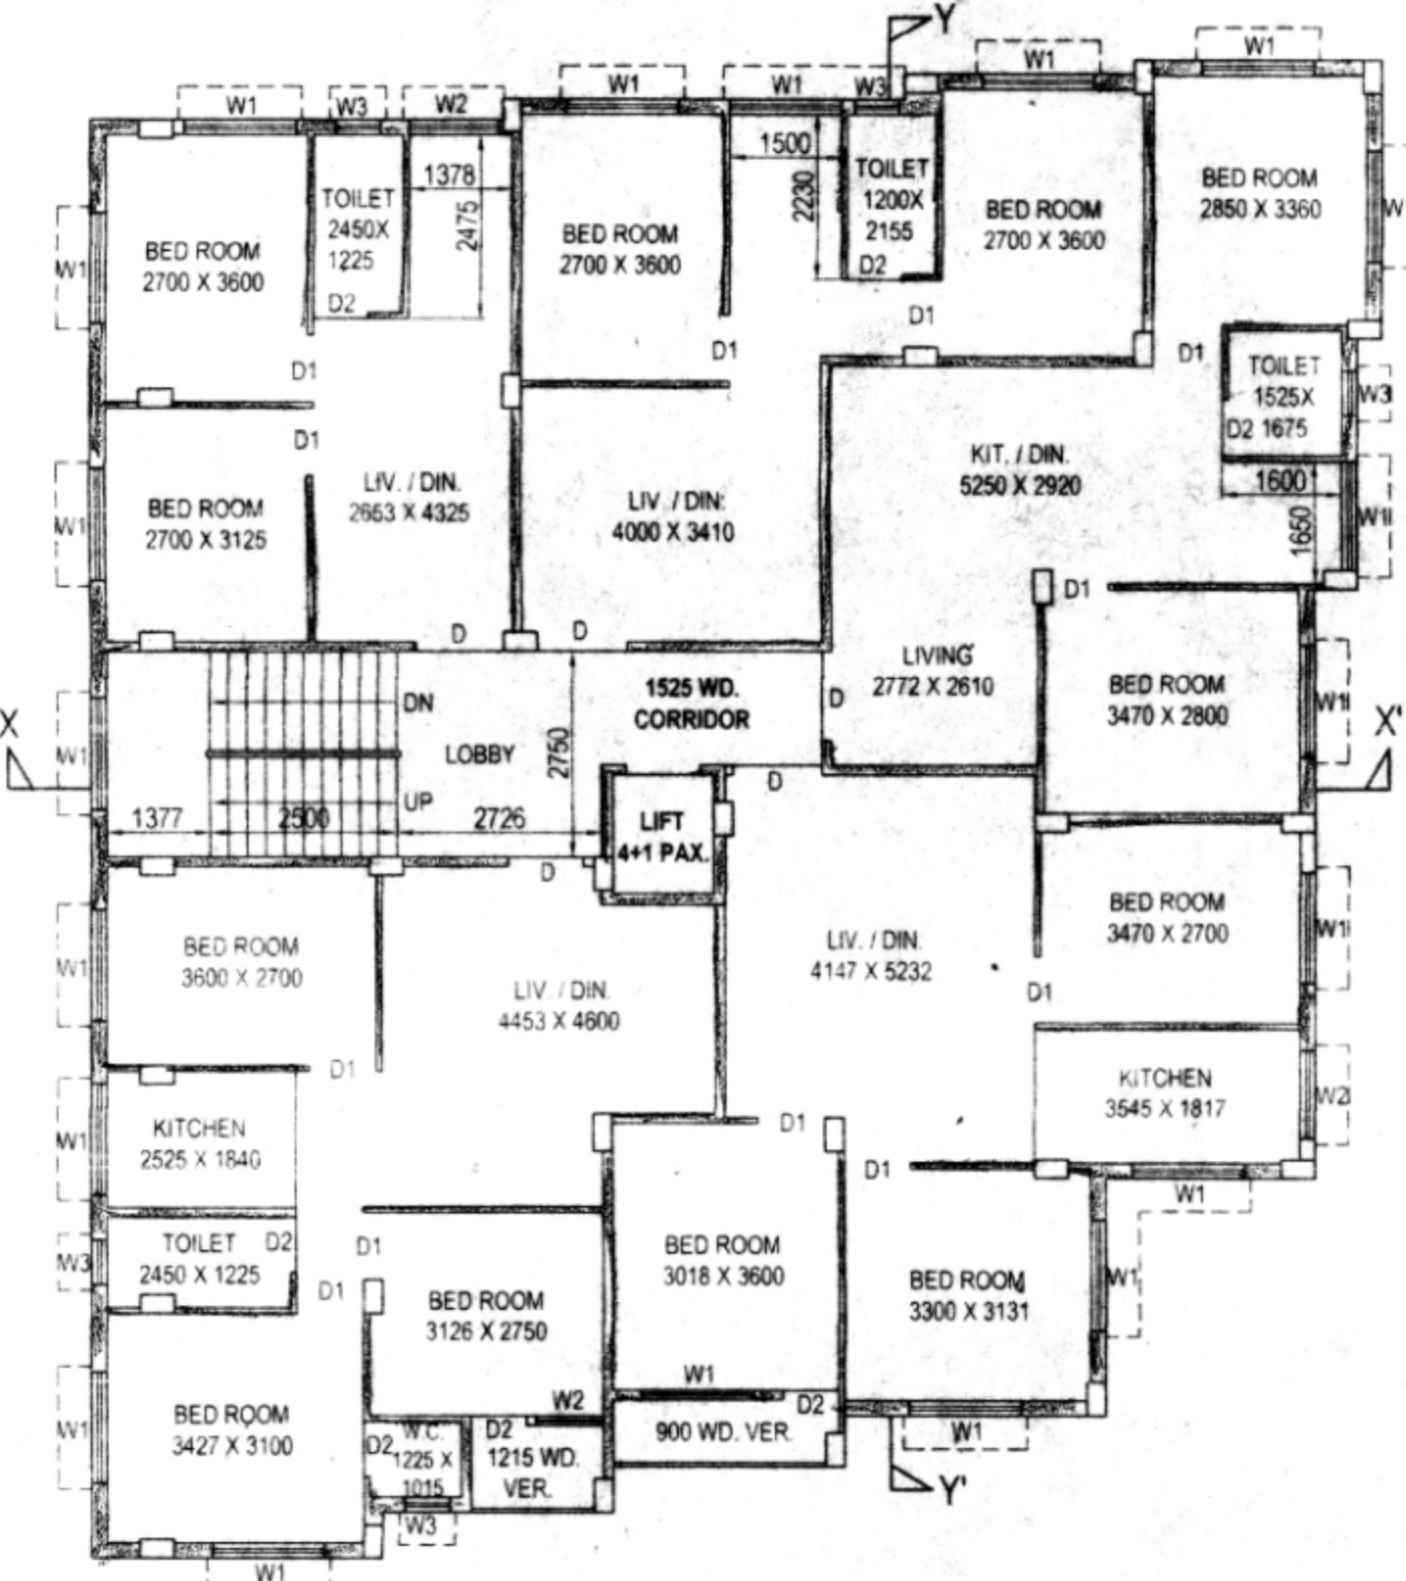 Y
W1
W3
W2
W1
W1
W3
W1
W1
BED ROOM
2700 X 3600
TOILET
2450X
1225
D2
1378
2475
BED ROOM
2700 X 3600
1500
2230
TOILET
1200X
2155
D2
BED ROOM
2700 X 3600
BED ROOM
2850 X 3360
W
W1
D1
D1
D1
D1
TOILET
1525X
D2 1675
W3
D1
BED ROOM
2700 X 3125
W1
LIV. / DIN.
2653 X 4325
LIV. / DIN.
4000 X 3410
KIT. / DIN.
5250 X 2920
1600
1650
W1
D1
D
D
LIVING
2772 X 2610
BED ROOM
3470 X 2800
W1
X
W1
DN
UP
LOBBY
2750
1525 WD.
CORRIDOR
D
D
X'
1377
2500
2726
LIFT
4+1 PAX.
D
BED ROOM
3600 X 2700
W1
LIV. / DIN.
4453 X 4600
LIV. / DIN.
4147 X 5232
BED ROOM
3470 X 2700
W1
D1
D1
KITCHEN
2525 X 1840
W1
KITCHEN
3545 X 1817
W2
D1
D1
W1
TOILET
2450 X 1225
D2
W3
D1
D1
BED ROOM
3126 X 2750
BED ROOM
3018 X 3600
BED ROOM
3300 X 3131
W1
W1
W2
D2
BED ROOM
3427 X 3100
W1
W.C.
1225 X
1015
D2
D2
1215 WD.
VER.
900 WD. VER.
W1
W3
Y'
W1